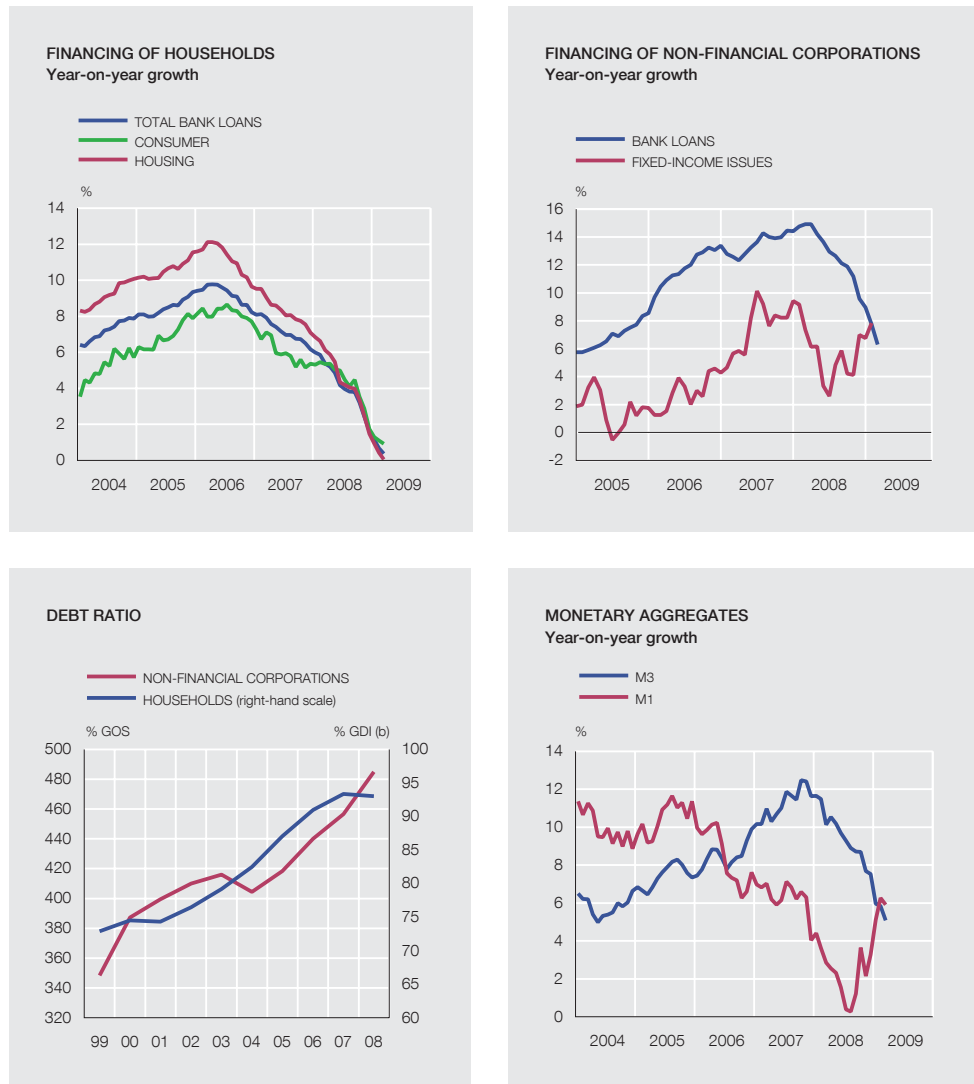 FINANCING OF HOUSEHOLDS
Year-on-year growth
TOTAL BANK LOANS
CONSUMER
HOUSING
%
14
12
10
8
6
4
2
0
2004 2005 2006 2007 2008 2009
FINANCING OF NON-FINANCIAL CORPORATIONS
Year-on-year growth
BANK LOANS
FIXED-INCOME ISSUES
%
16
14
12
10
8
6
4
2
0
-2
2005 2006 2007 2008 2009
DEBT RATIO
NON-FINANCIAL CORPORATIONS
HOUSEHOLDS (right-hand scale)
% GOS % GDI (b)
500 100
480 95
460 90
440 85
420 80
400 75
380 70
360 65
340 60
320
99 00 01 02 03 04 05 06 07 08
MONETARY AGGREGATES
Year-on-year growth
M3
M1
%
14
12
10
8
6
4
2
0
2004 2005 2006 2007 2008 2009